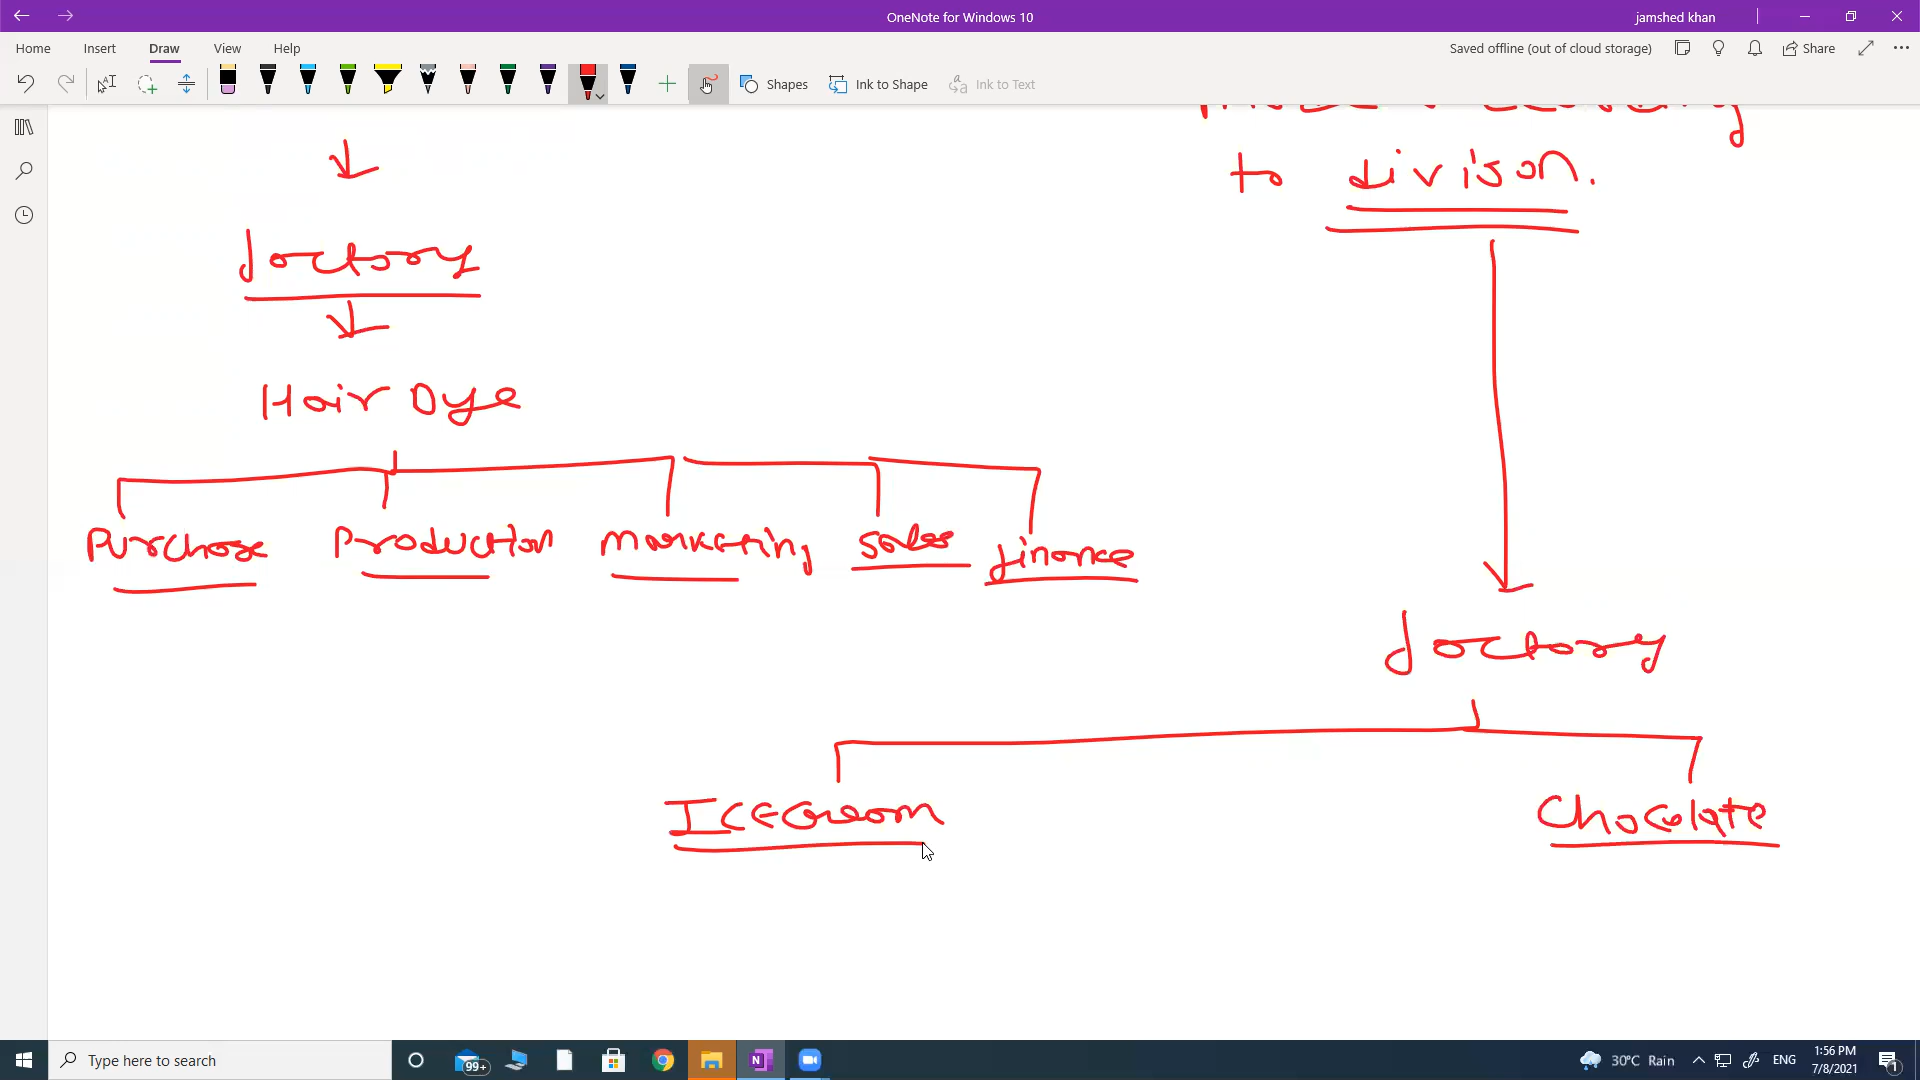 OneNote for Windows 10
jamshed khan
Home
Insert
Draw
View
Help
Saved offline (out of cloud storage)
Share
Shapes
Ink to Shape
Ink to Text
to divison.
factory
Hair Dye
Purchase
Production
marketing
sales
finance
factory
ICECream
Chocolate
Type here to search
99+
30°C Rain
ENG
1:56 PM
7/8/2021
1